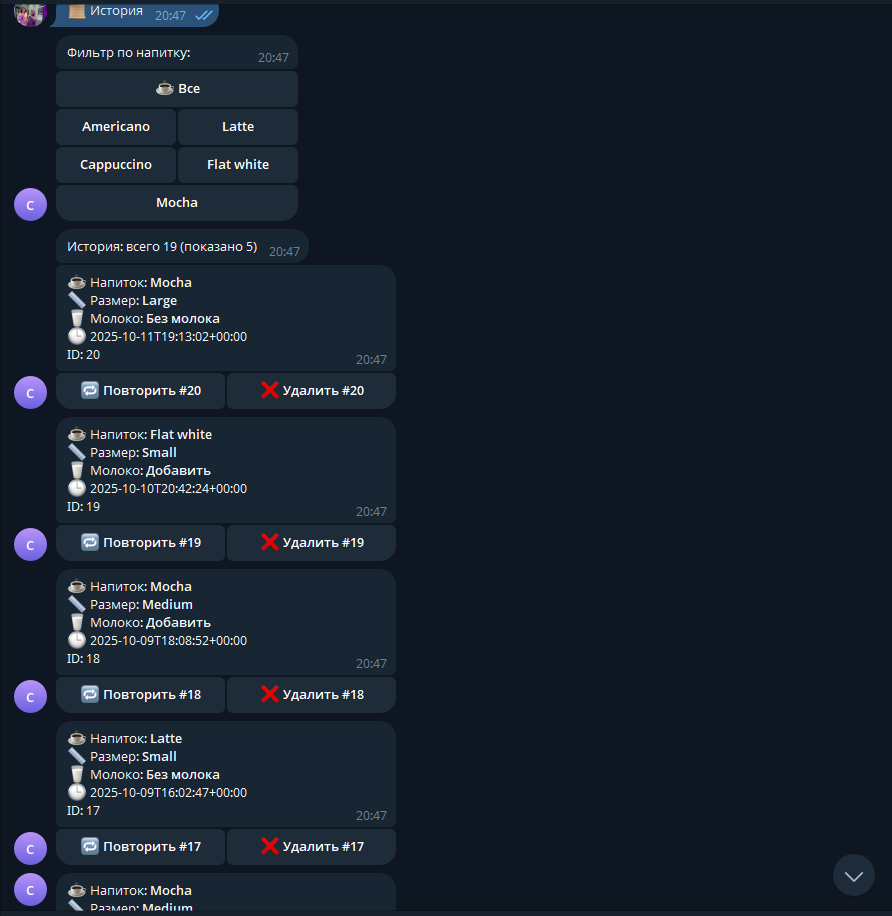 История 20:47
Фильтр по напитку: 20:47
Все
Americano Latte
Cappuccino Flat white
C
Mocha
История: всего 19 (показано 5) 20:47
Напиток: Mocha
Размер: Large
Молоко: Без молока
2025-10-11T19:13:02+00:00
ID: 20 20:47
C
Повторить #20 Удалить #20
Напиток: Flat white
Размер: Small
Молоко: Добавить
2025-10-10T20:42:24+00:00
ID: 19 20:47
C
Повторить #19 Удалить #19
Напиток: Mocha
Размер: Medium
Молоко: Добавить
2025-10-09T18:08:52+00:00
ID: 18 20:47
C
Повторить #18 Удалить #18
Напиток: Latte
Размер: Small
Молоко: Без молока
2025-10-09T16:02:47+00:00
ID: 17 20:47
C
Повторить #17 Удалить #17
C
Напиток: Mocha
Размер: Medium